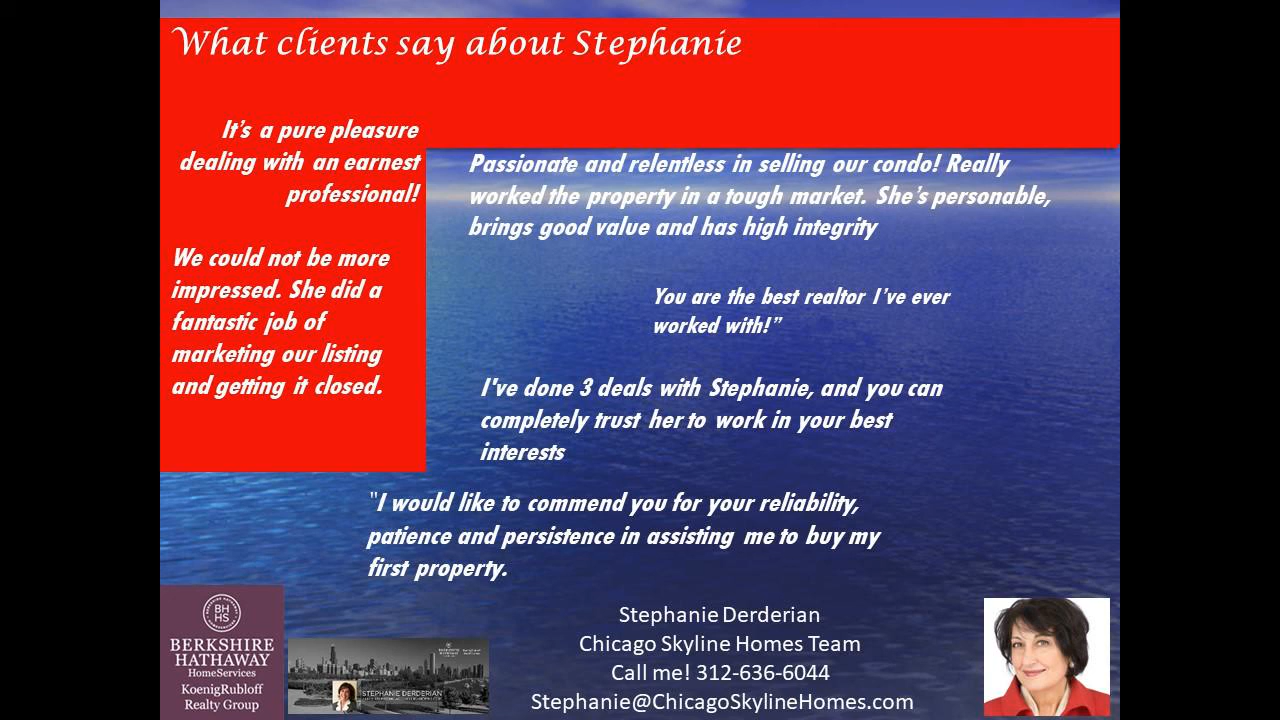 What clients say about Stephanie
It's a pure pleasure
dealing with an earnest
professional!
We could not be more
impressed. She did a
fantastic job of
marketing our listing
and getting it closed.
Passionate and relentless in selling our condo! Really
worked the property in a tough market. She's personable,
brings good value and has high integrity
You are the best realtor I've ever
worked with!”
I've done 3 deals with Stephanie, and you can
completely trust her to work in your best
interests
"I would like to commend you for your reliability,
patience and persistence in assisting me to buy my
first property.
BH
HS
BERKSHIRE
HATHAWAY
HomeServices
KoenigRubloff
Realty Group
STEPHANIE DERDERIAN
Stephanie Derderian
Chicago Skyline Homes Team
Call me! 312-636-6044
Stephanie@ChicagoSkylineHomes.com